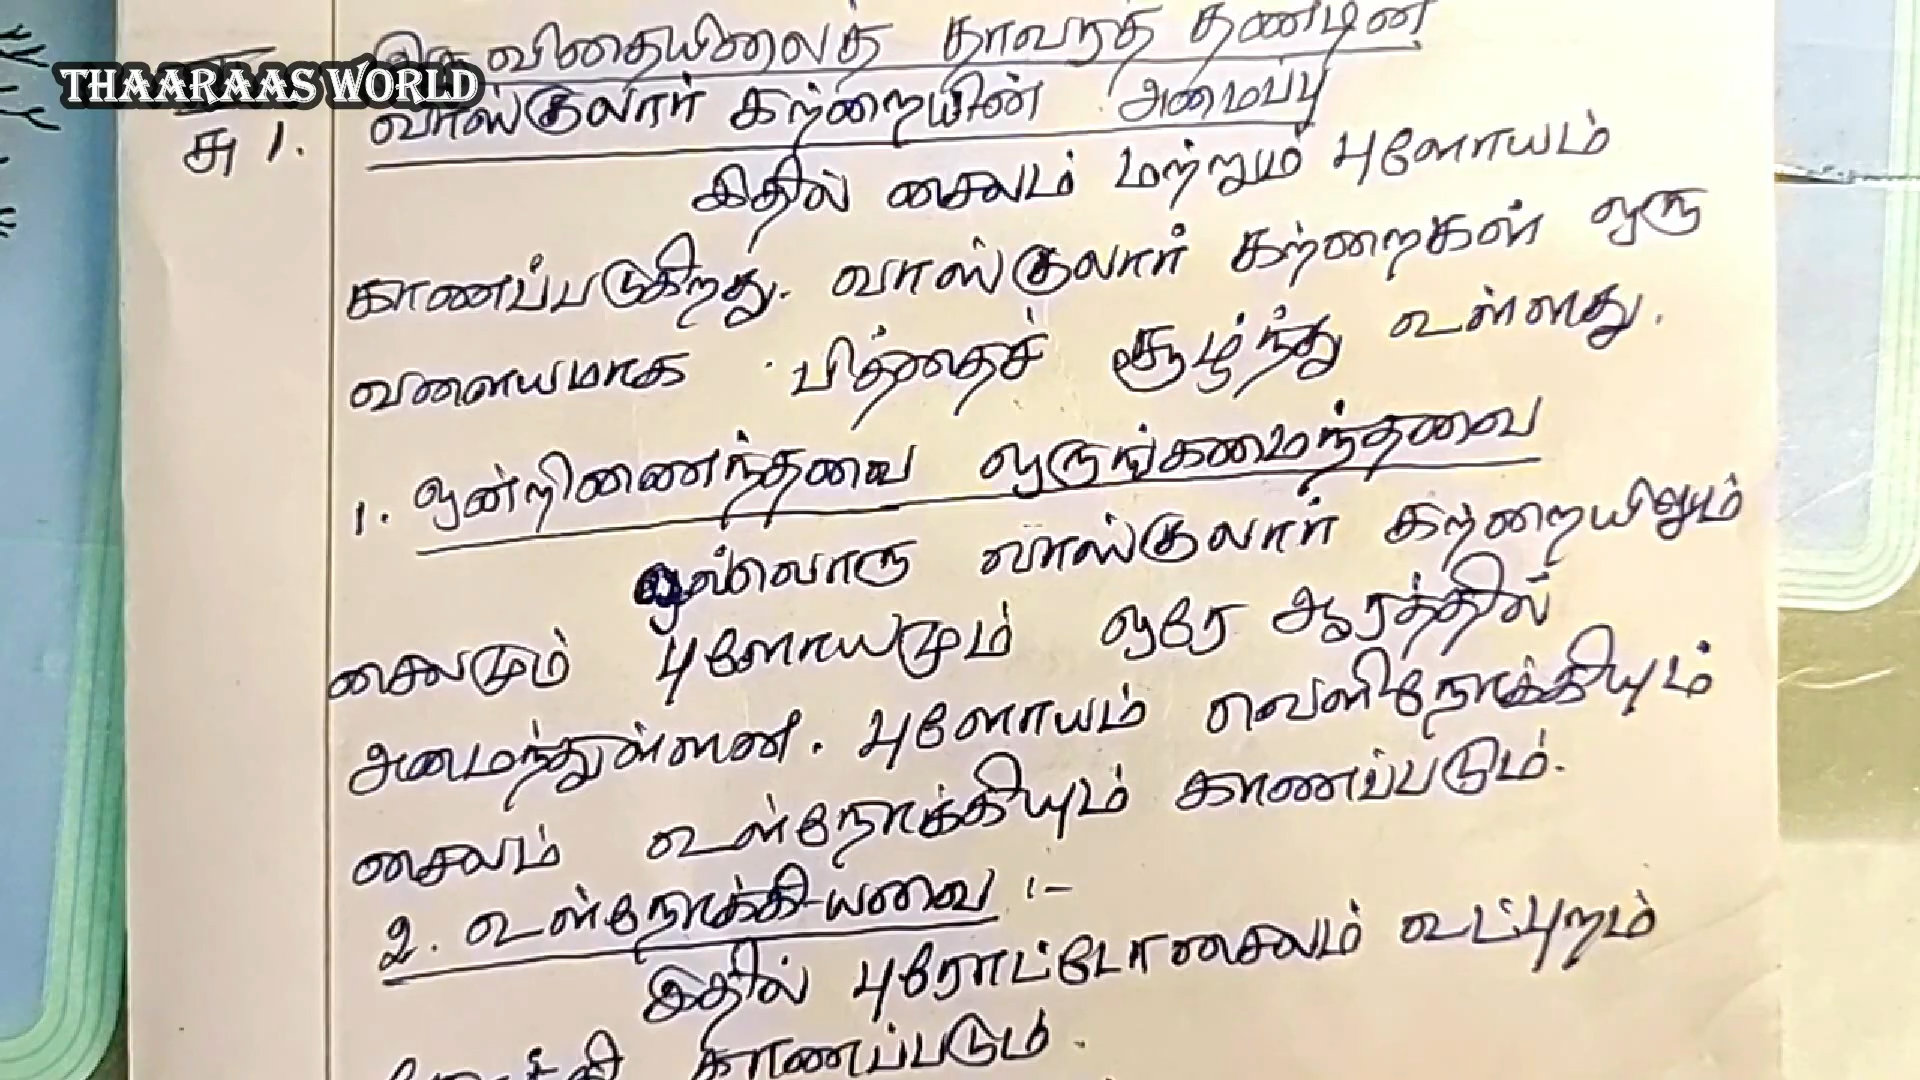 THAARAAS WORLD
இரு விதையிலைத் தாவரத் தண்டின்
சு 1. வாஸ்குலார் கற்றையின் அமைப்பு
இதில் சைலம் மற்றும் புளோயம்
காணப்படுகிறது. வாஸ்குலார் கற்றைகள் ஒரு
வளையமாக பித்தைச் சூழ்ந்து உள்ளது.
1. ஒன்றிணைந்தவை ஒருங்கமைந்தவை
ஒவ்வொரு வாஸ்குலார் கற்றையிலும்
சைலமும் புளோயமும் ஒரே ஆரத்தில்
அமைந்துள்ளன. புளோயம் வெளிநோக்கியும்
சைலம் உள்நோக்கியும் காணப்படும்.
2. உள்நோக்கியவை :-
இதில் புரோட்டோசைலம் உட்புறம்
காணப்படும்.